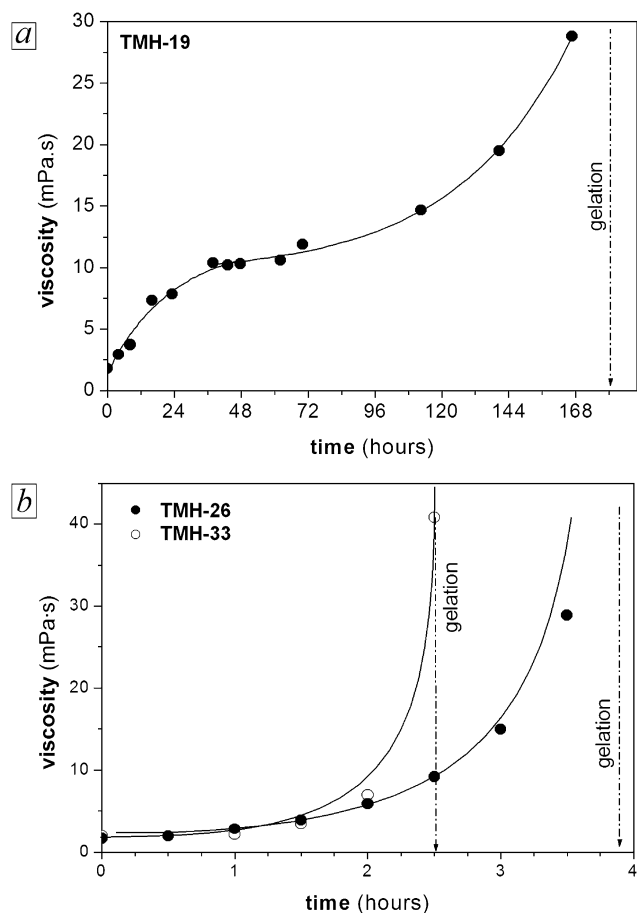 a
TMH-19
30
25
20
15
10
5
0
viscosity (mPa.s)
gelation
0 24 48 72 96 120 144 168
time (hours)
b
TMH-26
TMH-33
40
30
20
10
0
viscosity (mPa·s)
gelation
gelation
0 1 2 3 4
time (hours)